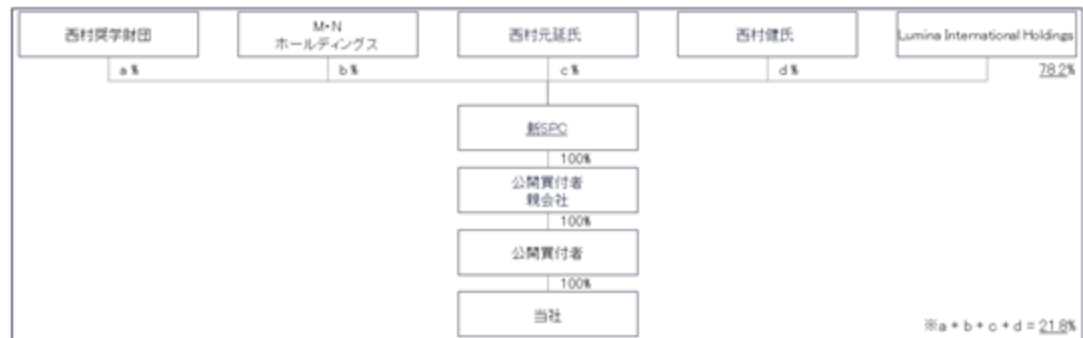 西村奨学財団
M・N
ホールディングス
西村元延氏
西村健氏
Lumina International Holdings
a%
b%
c%
d%
78.2%
新SPC
100%
公開買付者
親会社
100%
公開買付者
100%
当社
※a + b + c + d = 21.8%